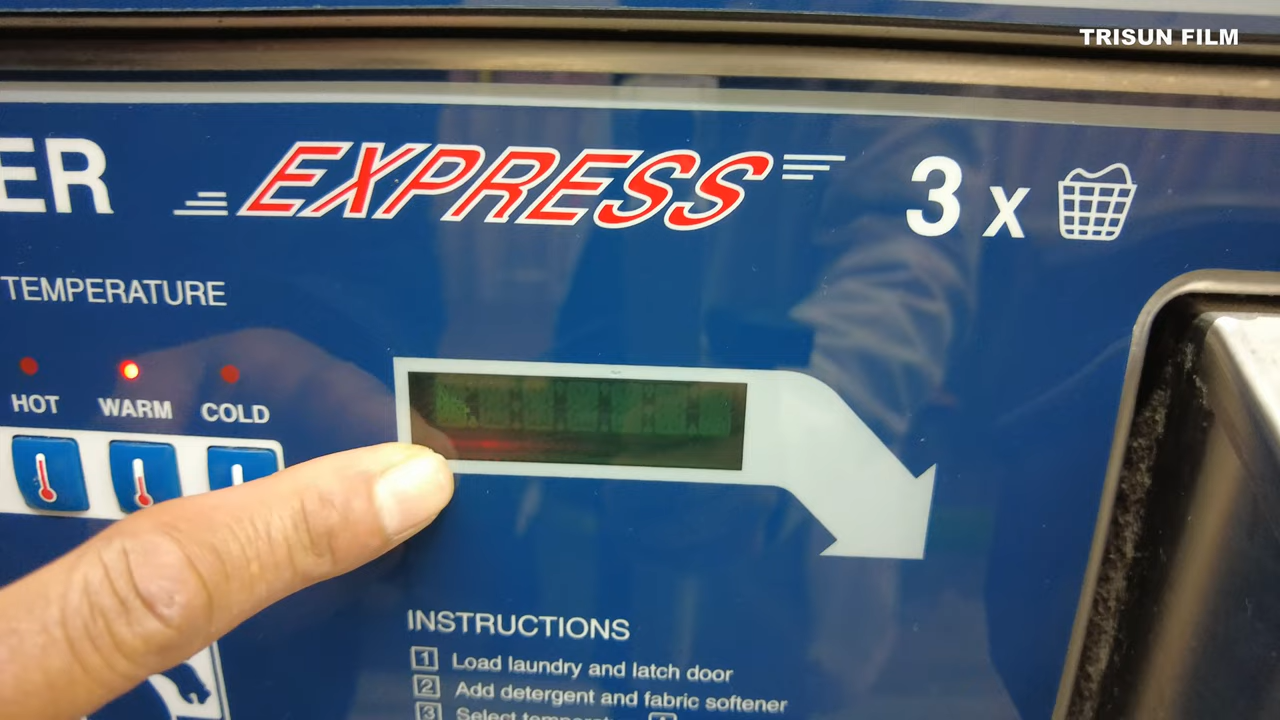 TRISUN FILM
ER EXPRESS 3 x
TEMPERATURE
HOT WARM COLD
INSTRUCTIONS
1 Load laundry and latch door
2 Add detergent and fabric softener
3 Select